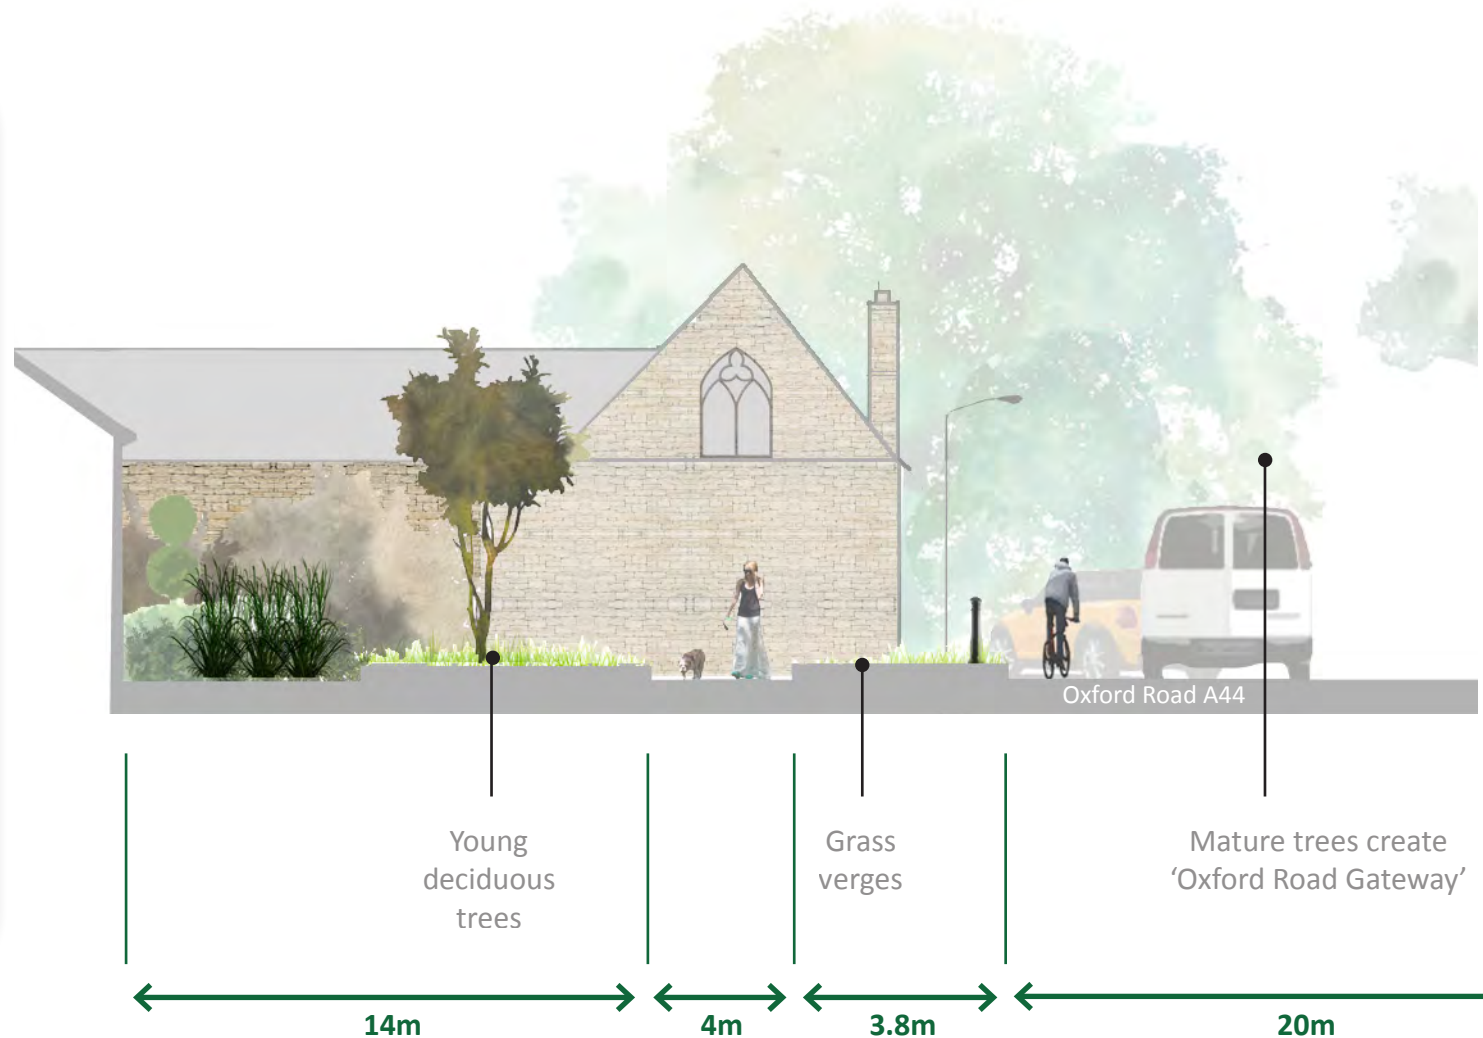 Oxford Road A44
Young
deciduous
trees
Grass
verges
Mature trees create
‘Oxford Road Gateway’
14m
4m
3.8m
20m